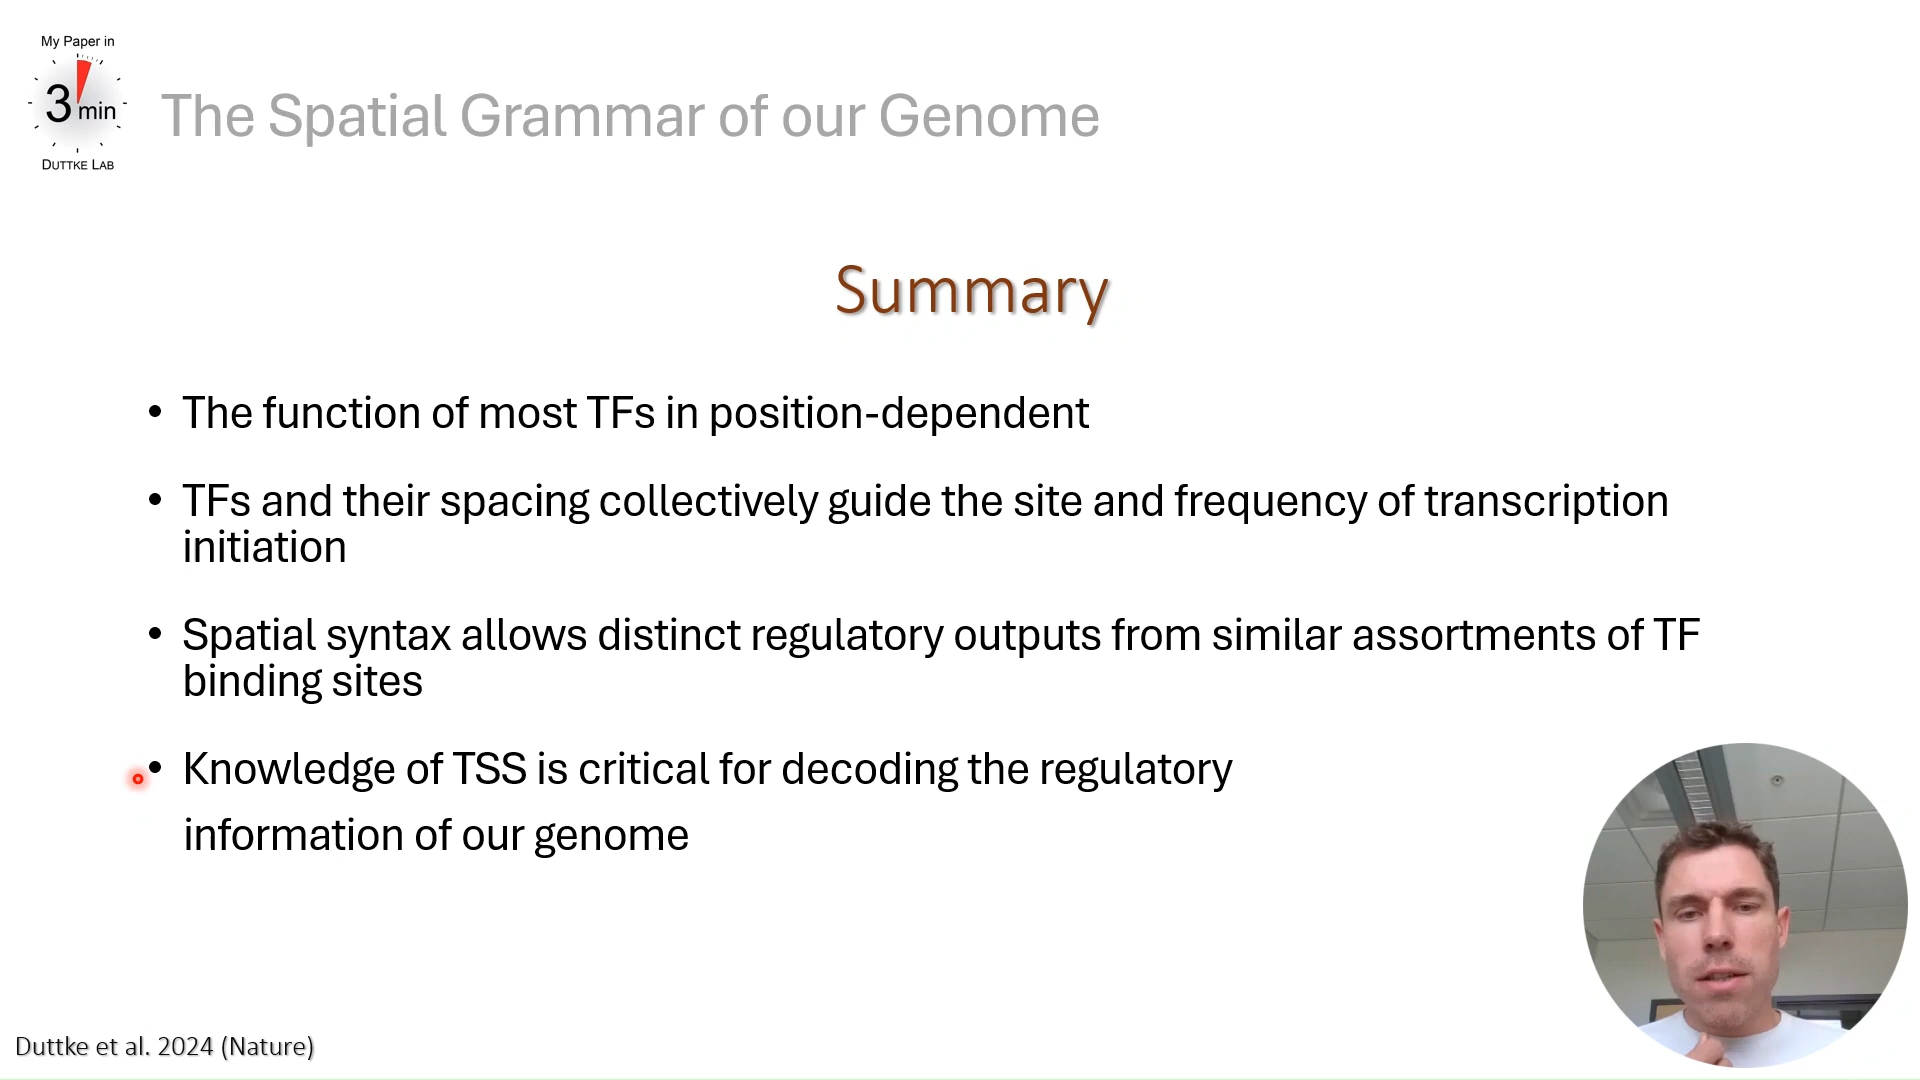 My Paper in
3 min
DUTTKE LAB
The Spatial Grammar of our Genome
Summary
• The function of most TFs in position-dependent
• TFs and their spacing collectively guide the site and frequency of transcription
initiation
• Spatial syntax allows distinct regulatory outputs from similar assortments of TF
binding sites
• Knowledge of TSS is critical for decoding the regulatory
information of our genome
Duttke et al. 2024 (Nature)